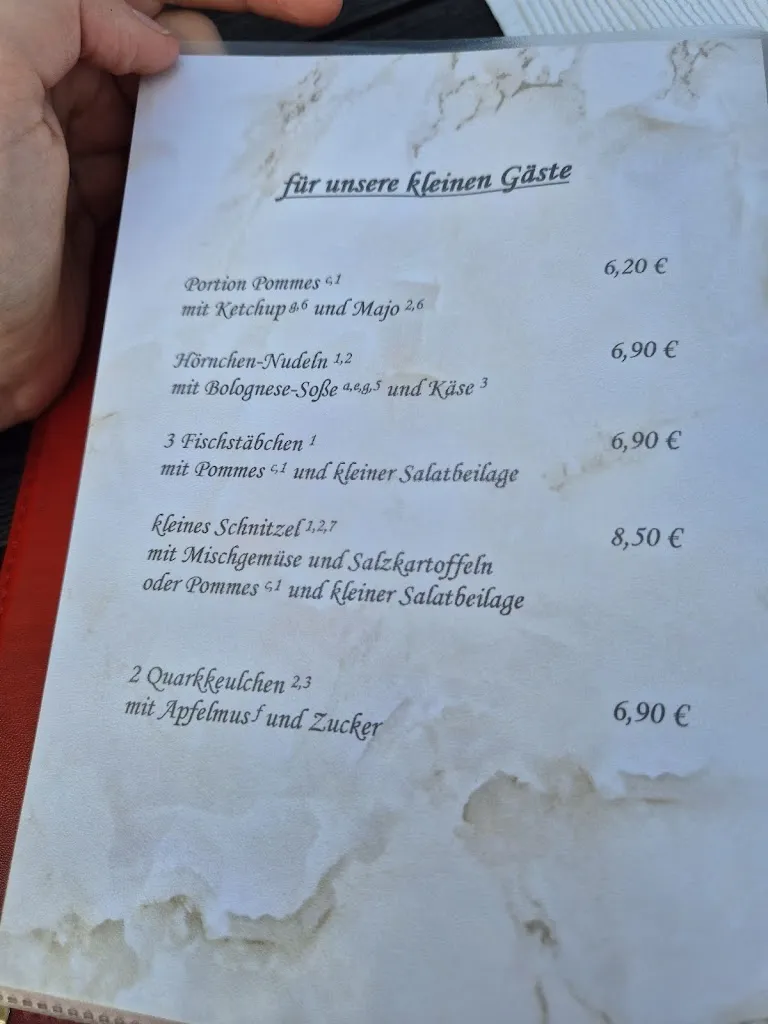 für unsere kleinen Gäste
Portion Pommes c,1 6,20 €
mit Ketchup g,6 und Majo 2,6
Hörnchen-Nudeln 1,2 6,90 €
mit Bolognese-Soße a,e,g,5 und Käse 3
3 Fischstäbchen 1 6,90 €
mit Pommes c,1 und kleiner Salatbeilage
kleines Schnitzel 1,2,7 8,50 €
mit Mischgemüse und Salzkartoffeln
oder Pommes c,1 und kleiner Salatbeilage
2 Quarkkeulchen 2,3
mit Apfelmus f und Zucker 6,90 €